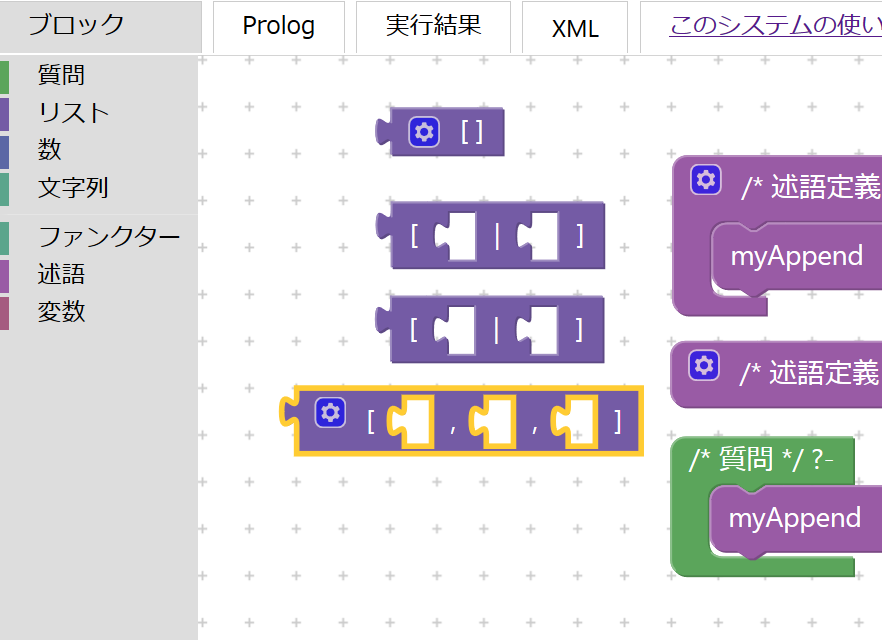 ブロック
Prolog
実行結果
XML
このシステムの使い
質問
リスト
数
文字列
ファンクター
述語
変数
[ ]
[ | ]
[ | ]
[ , , ]
/* 述語定義
myAppend
/* 述語定義
/* 質問 */ ?-
myAppend